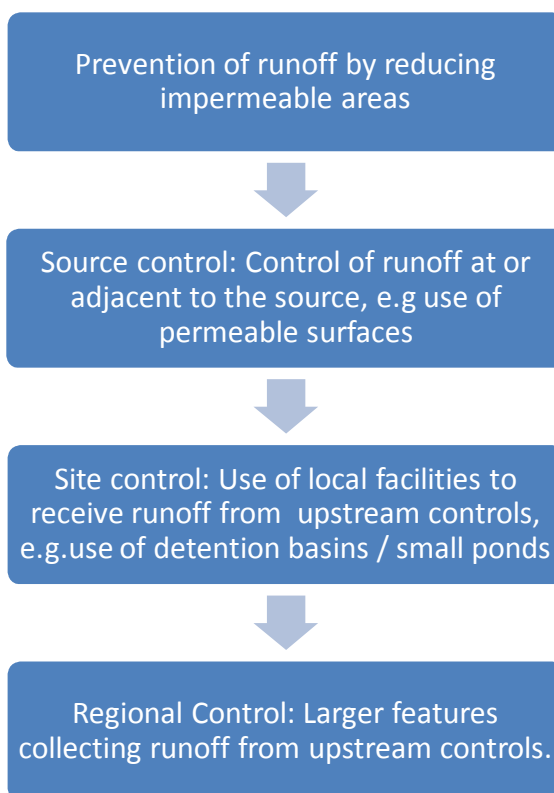 Prevention of runoff by reducing
impermeable areas
Source control: Control of runoff at or
adjacent to the source, e.g use of
permeable surfaces
Site control: Use of local facilities to
receive runoff from  upstream controls,
e.g.use of detention basins / small ponds
Regional Control: Larger features
collecting runoff from upstream controls.